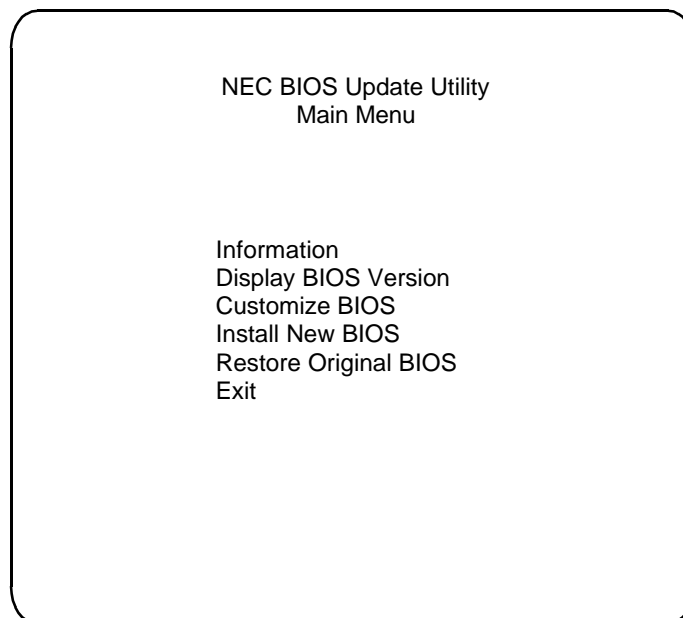 NEC BIOS Update Utility
Main Menu
Information
Display BIOS Version
Customize BIOS
Install New BIOS
Restore Original BIOS
Exit